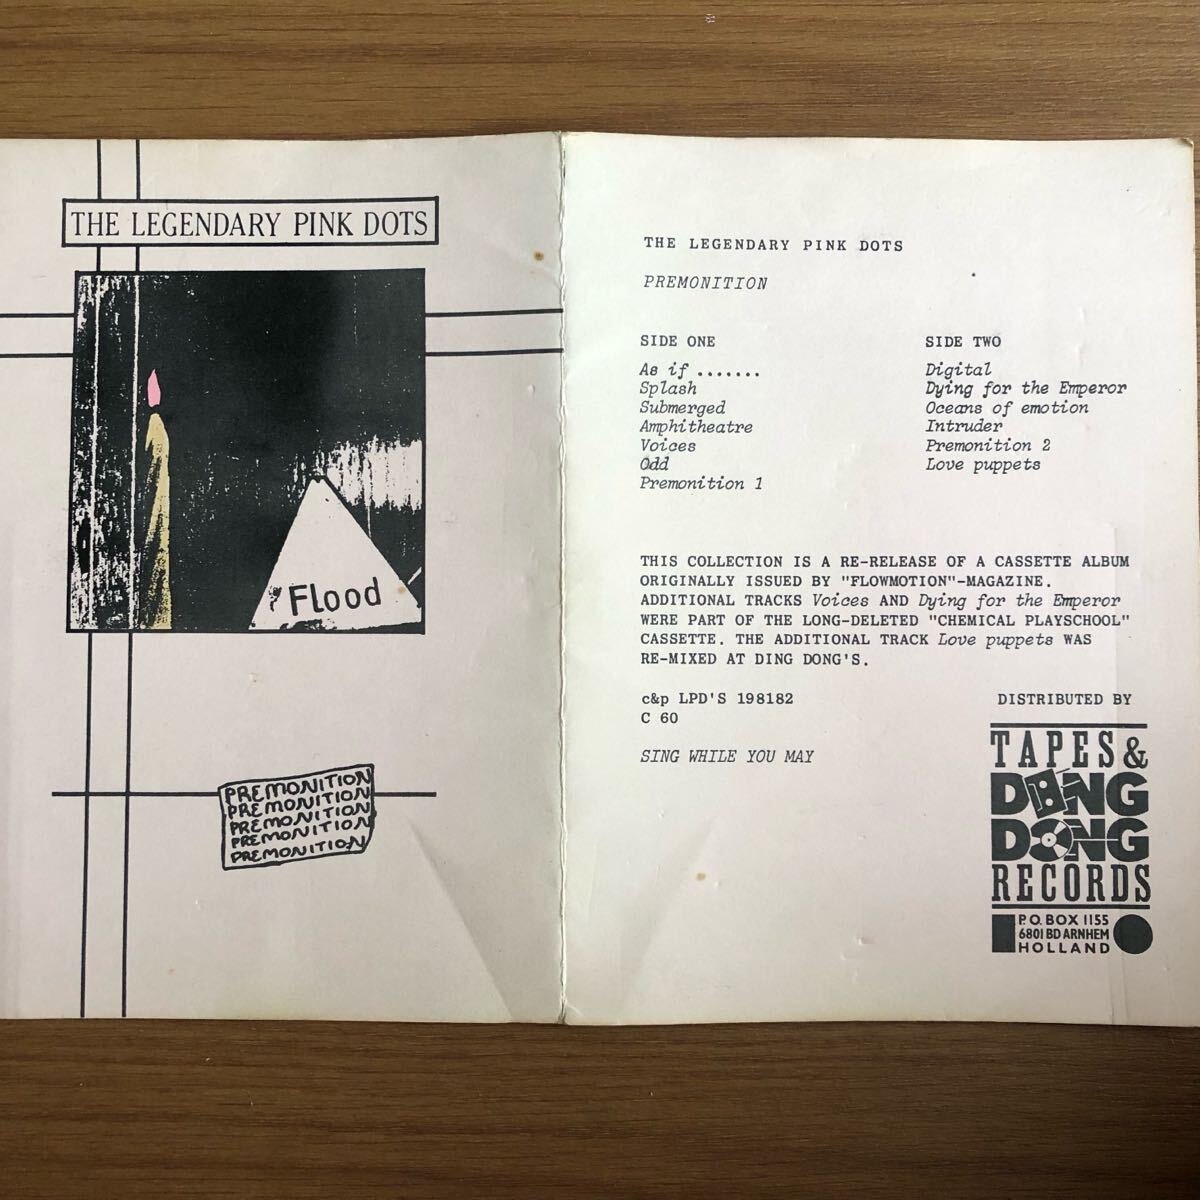 THE LEGENDARY PINK DOTS
Flood
PREMONITION
PREMONITION
PREMONITION
PREMONITION
PREMONITION
THE LEGENDARY PINK DOTS
PREMONITION
SIDE ONE
As if .......
Splash
Submerged
Amphitheatre
Voices
Odd
Premonition 1
SIDE TWO
Digital
Dying for the Emperor
Oceans of emotion
Intruder
Premonition 2
Love puppets
THIS COLLECTION IS A RE-RELEASE OF A CASSETTE ALBUM
ORIGINALLY ISSUED BY "FLOWMOTION"-MAGAZINE.
ADDITIONAL TRACKS Voices AND Dying for the Emperor
WERE PART OF THE LONG-DELETED "CHEMICAL PLAYSCHOOL"
CASSETTE. THE ADDITIONAL TRACK Love puppets WAS
RE-MIXED AT DING DONG'S.
c&p LPD'S 198182
C 60
SING WHILE YOU MAY
DISTRIBUTED BY
TAPES &
DING
DONG
RECORDS
P.O. BOX 1155
6801 BD ARNHEM
HOLLAND